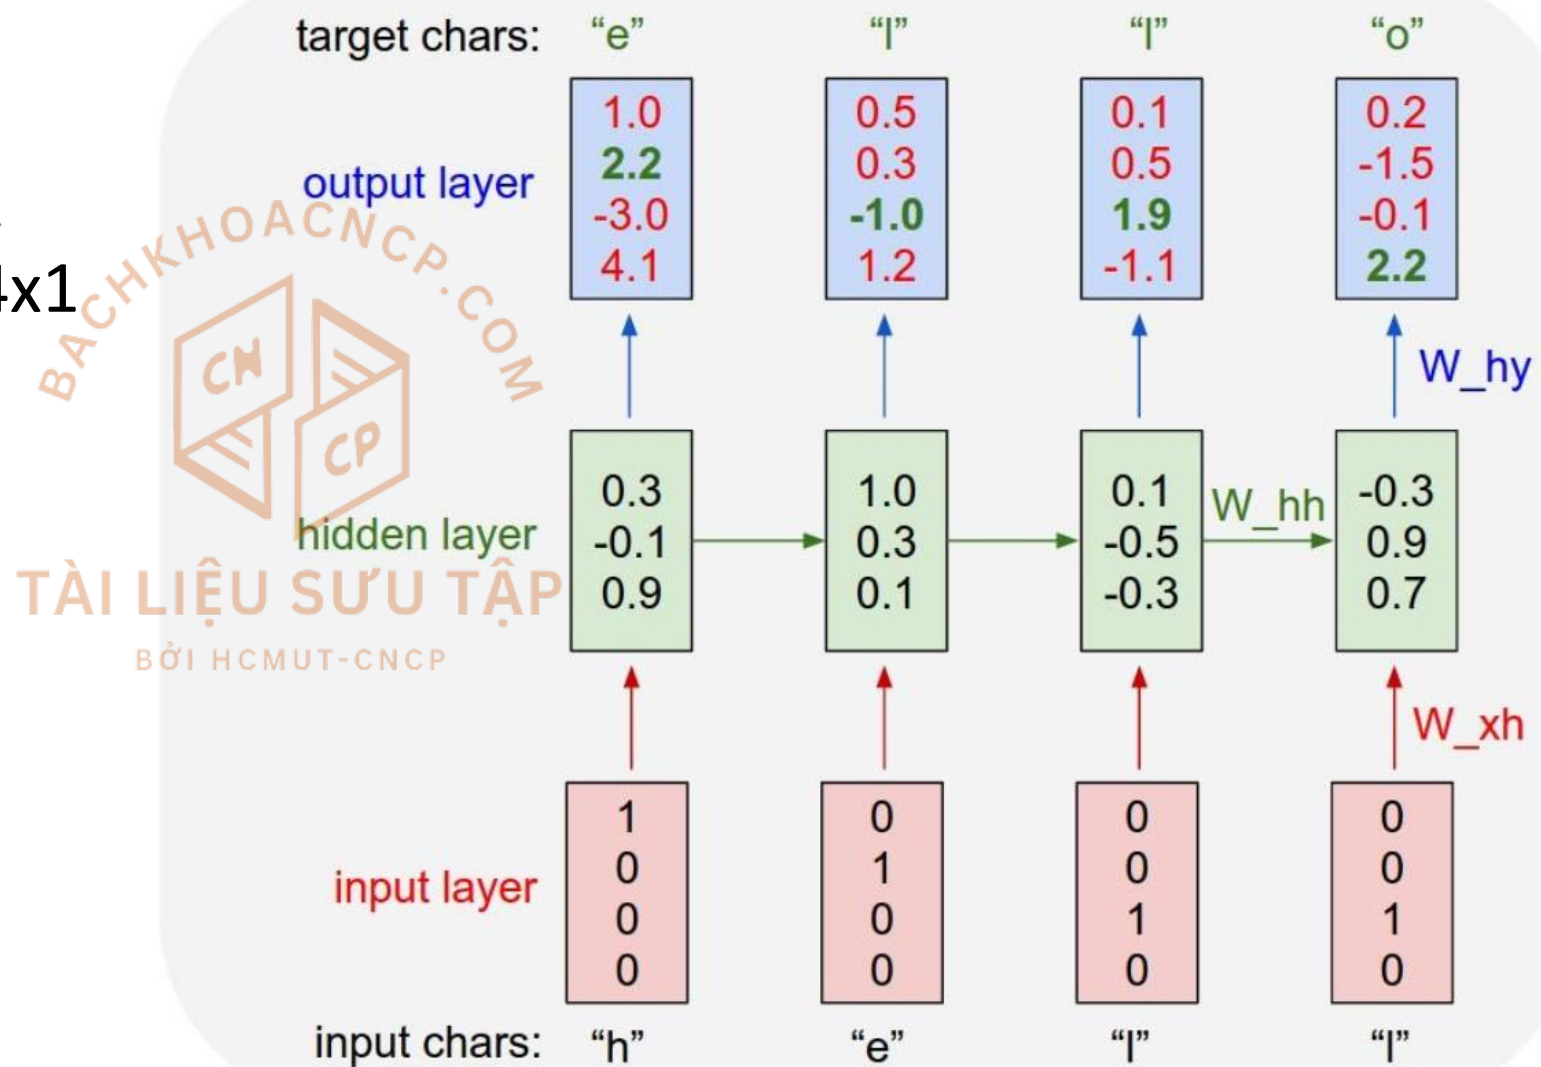 target chars: “e” “l” “l” “o”
1.0 0.5 0.1 0.2
2.2 0.3 0.5 -1.5
output layer
-3.0 -1.0 1.9 -0.1
4.1 1.2 -1.1 2.2
4x1
BACHKHOACNCP.COM
CN
CP
W_hy
0.3 1.0 0.1 -0.3
W_hh
hidden layer
-0.1 0.3 -0.5 0.9
0.9 0.1 -0.3 0.7
TÀI LIỆU SƯU TẬP
BỞI HCMUT-CNCP
W_xh
1 0 0 0
0 1 0 0
input layer
0 0 1 1
0 0 0 0
input chars: “h” “e” “l” “l”